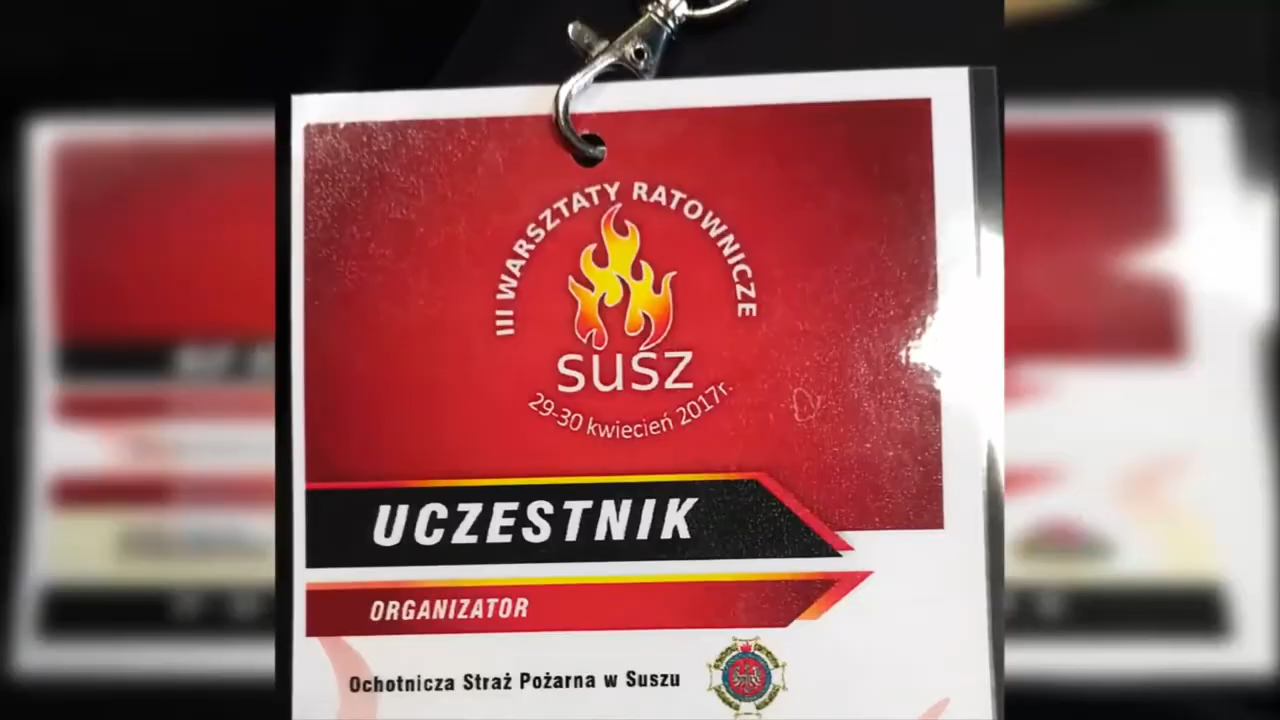 III WARSZTATY RATOWNICZE
SUSZ
29-30 kwiecień 2017r.
UCZESTNIK
ORGANIZATOR
Ochotnicza Straż Pożarna w Suszu